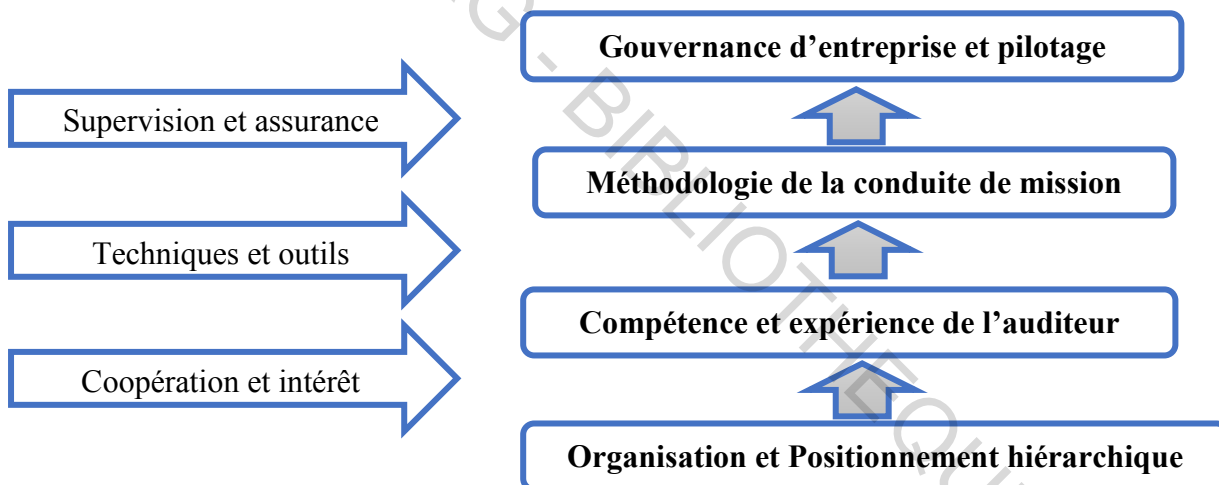 Gouvernance d’entreprise et pilotage
Supervision et assurance
Méthodologie de la conduite de mission
Techniques et outils
Compétence et expérience de l’auditeur
Coopération et intérêt
Organisation et Positionnement hiérarchique
G - BIBLIOTHEQU